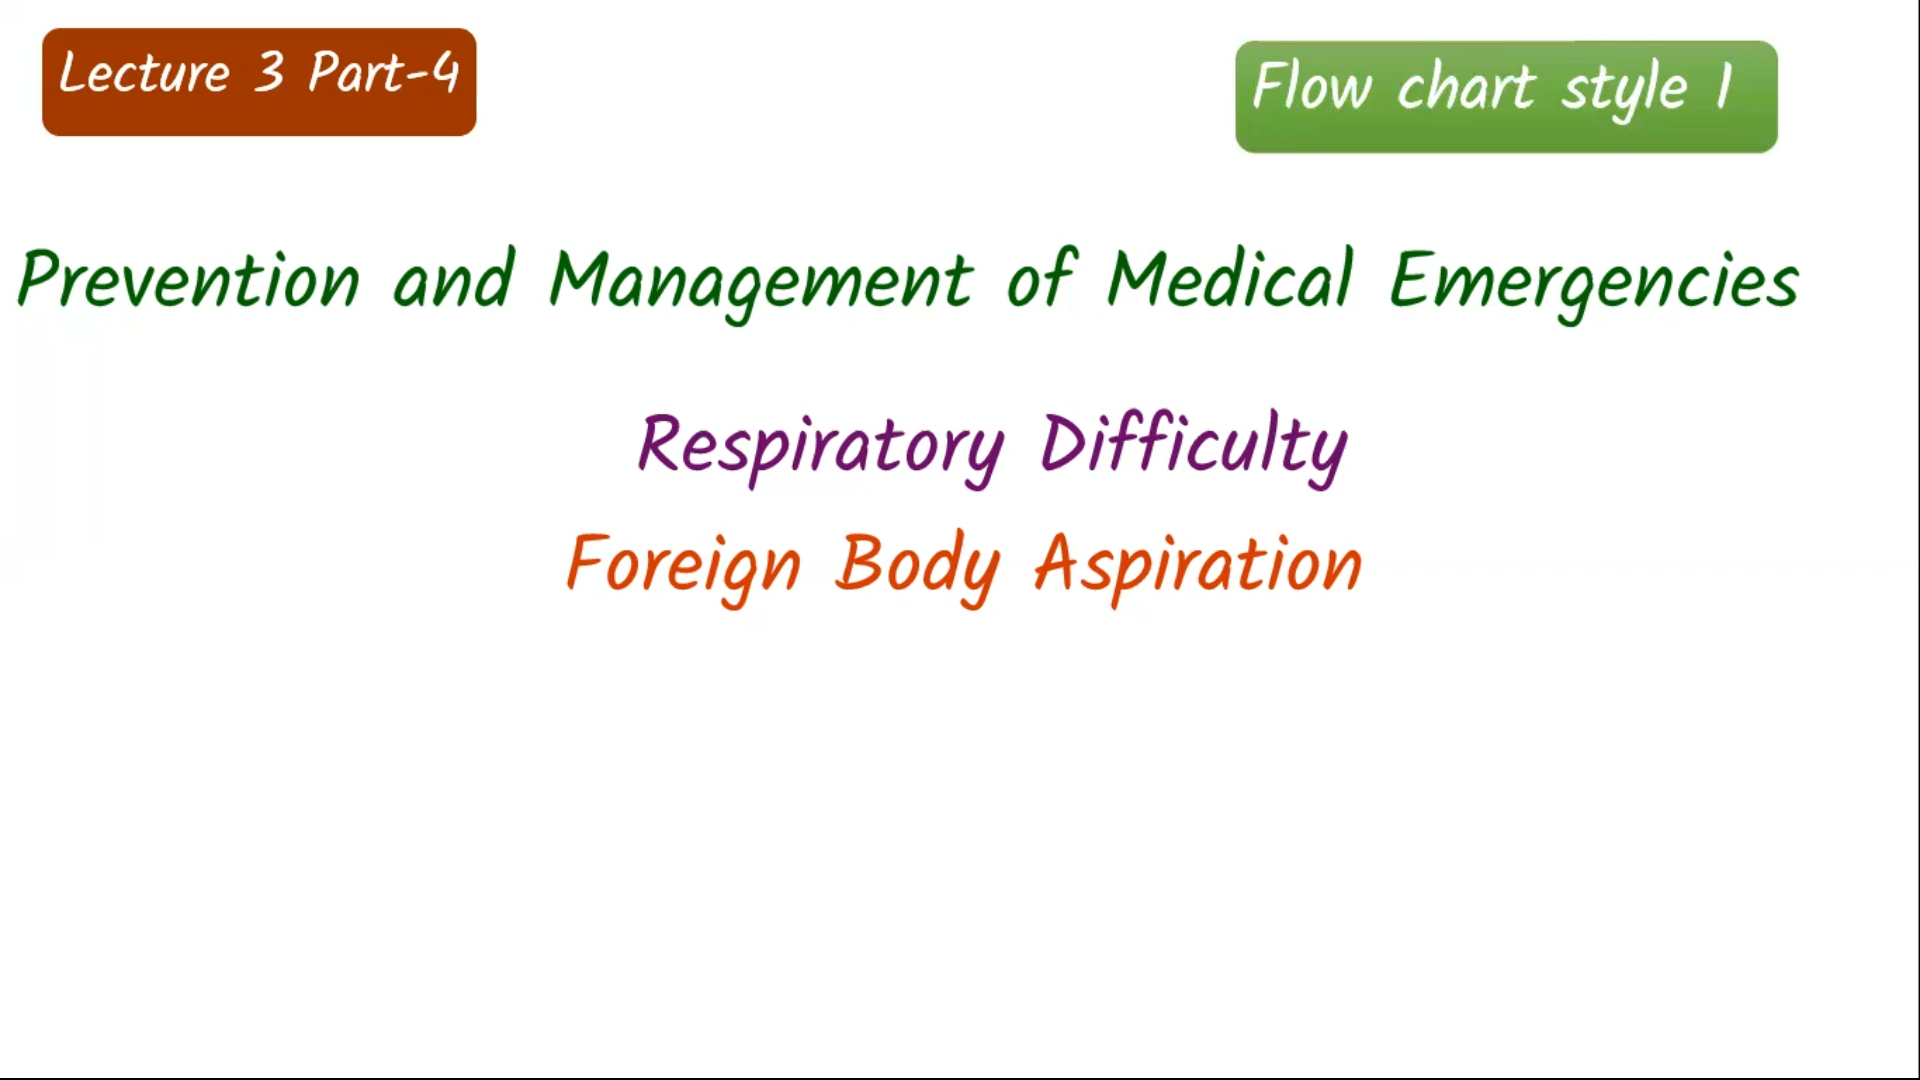 Lecture 3 Part-4
Flow chart style 1
Prevention and Management of Medical Emergencies
Respiratory Difficulty
Foreign Body Aspiration